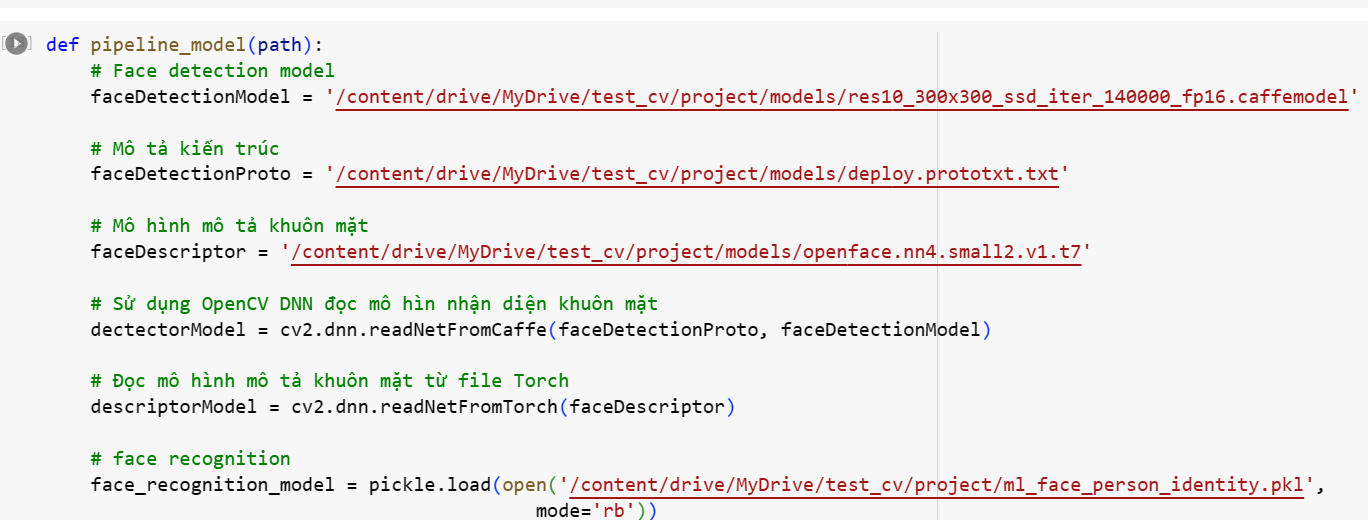 def pipeline_model(path):
# Face detection model
faceDetectionModel = '/content/drive/MyDrive/test_cv/project/models/res10_300x300_ssd_iter_140000_fp16.caffemodel'
# Mô tả kiến trúc
faceDetectionProto = '/content/drive/MyDrive/test_cv/project/models/deploy.prototxt.txt'
# Mô hình mô tả khuôn mặt
faceDescriptor = '/content/drive/MyDrive/test_cv/project/models/openface.nn4.small2.v1.t7'
# Sử dụng OpenCV DNN đọc mô hìn nhận diện khuôn mặt
dectectorModel = cv2.dnn.readNetFromCaffe(faceDetectionProto, faceDetectionModel)
# Đọc mô hình mô tả khuôn mặt từ file Torch
descriptorModel = cv2.dnn.readNetFromTorch(faceDescriptor)
# face recognition
face_recognition_model = pickle.load(open('/content/drive/MyDrive/test_cv/project/ml_face_person_identity.pkl',
mode='rb'))